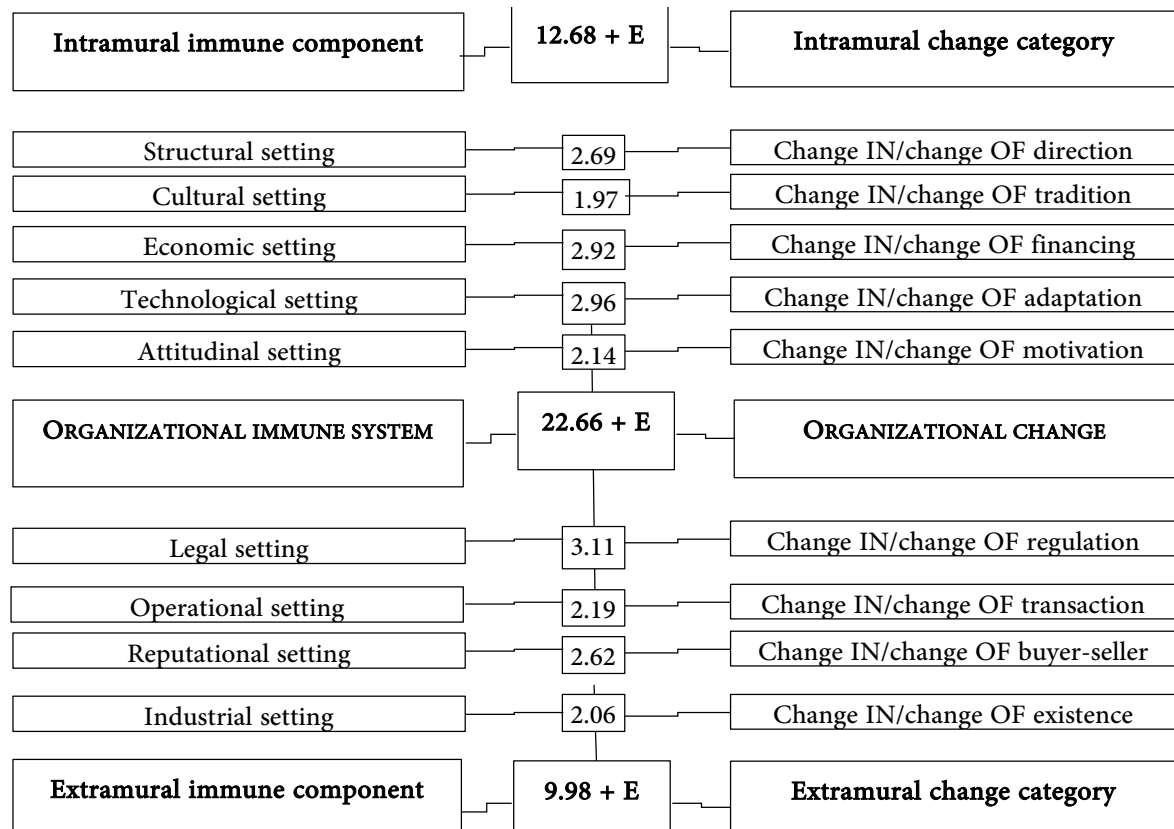 Intramural immune component 12.68 + E Intramural change category
Structural setting 2.69 Change IN/change OF direction
Cultural setting 1.97 Change IN/change OF tradition
Economic setting 2.92 Change IN/change OF financing
Technological setting 2.96 Change IN/change OF adaptation
Attitudinal setting 2.14 Change IN/change OF motivation
ORGANIZATIONAL IMMUNE SYSTEM 22.66 + E ORGANIZATIONAL CHANGE
Legal setting 3.11 Change IN/change OF regulation
Operational setting 2.19 Change IN/change OF transaction
Reputational setting 2.62 Change IN/change OF buyer-seller
Industrial setting 2.06 Change IN/change OF existence
Extramural immune component 9.98 + E Extramural change category